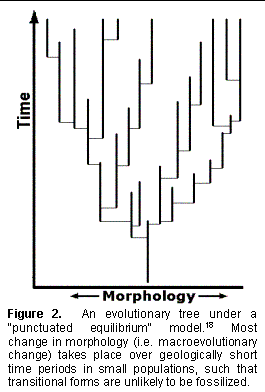 Time
Morphology
Figure 2. An evolutionary tree under a
"punctuated equilibrium" model.18 Most
change in morphology (i.e. macroevolutionary
change) takes place over geologically short
time periods in small populations, such that
transitional forms are unlikely to be fossilized.